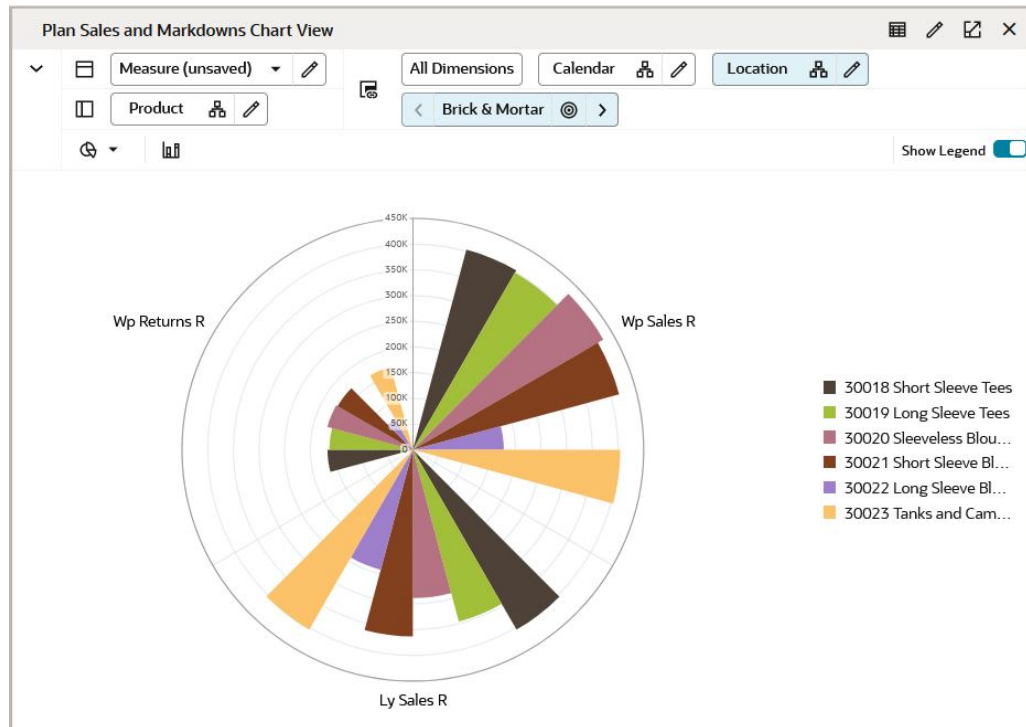 Plan Sales and Markdowns Chart View
Measure (unsaved)
All Dimensions
Calendar
Location
Product
Brick & Mortar
Show Legend
450K
400K
350K
300K
250K
200K
150K
100K
50K
0
Wp Returns R
Wp Sales R
Ly Sales R
30018 Short Sleeve Tees
30019 Long Sleeve Tees
30020 Sleeveless Blou...
30021 Short Sleeve Bl...
30022 Long Sleeve Bl...
30023 Tanks and Cam...